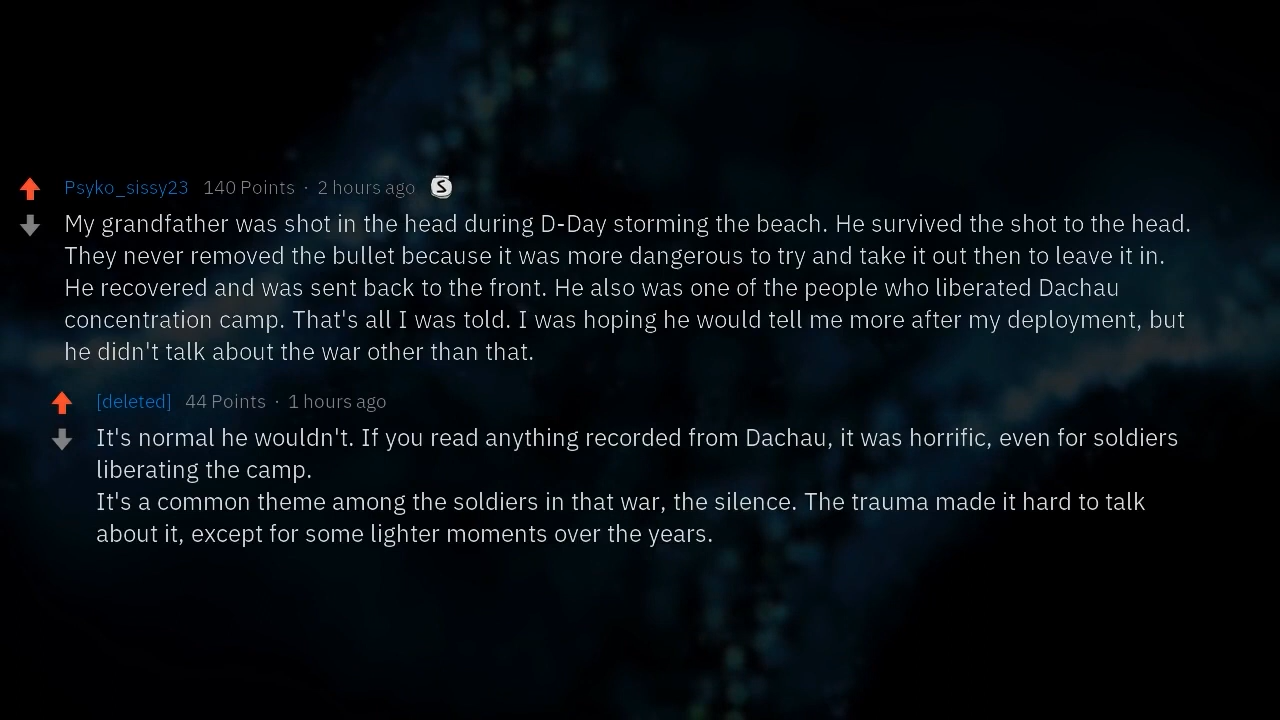 Psyko_sissy23 140 Points · 2 hours ago S
My grandfather was shot in the head during D-Day storming the beach. He survived the shot to the head.
They never removed the bullet because it was more dangerous to try and take it out then to leave it in.
He recovered and was sent back to the front. He also was one of the people who liberated Dachau
concentration camp. That's all I was told. I was hoping he would tell me more after my deployment, but
he didn't talk about the war other than that.
[deleted] 44 Points · 1 hours ago
It's normal he wouldn't. If you read anything recorded from Dachau, it was horrific, even for soldiers
liberating the camp.
It's a common theme among the soldiers in that war, the silence. The trauma made it hard to talk
about it, except for some lighter moments over the years.